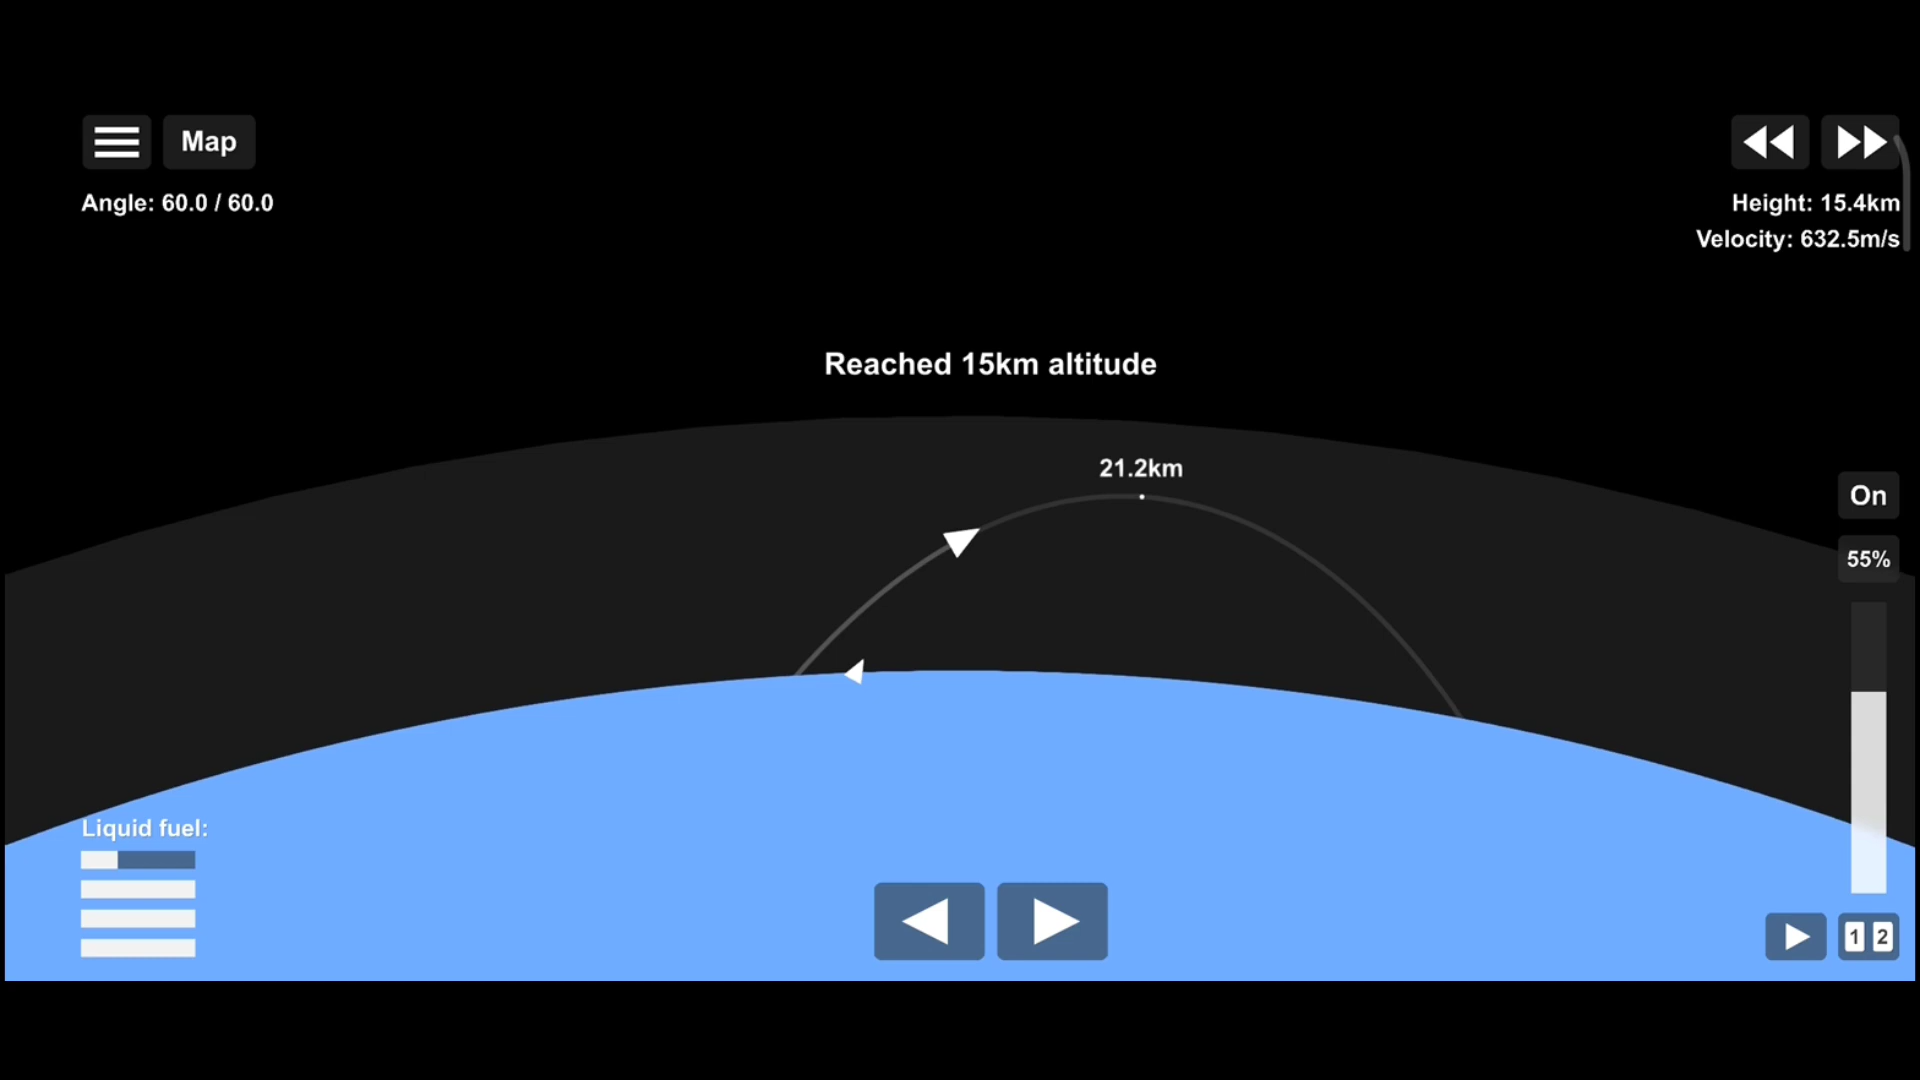 Map
Angle: 60.0 / 60.0
Height: 15.4km
Velocity: 632.5m/s
Reached 15km altitude
21.2km
On
55%
Liquid fuel:
1 2